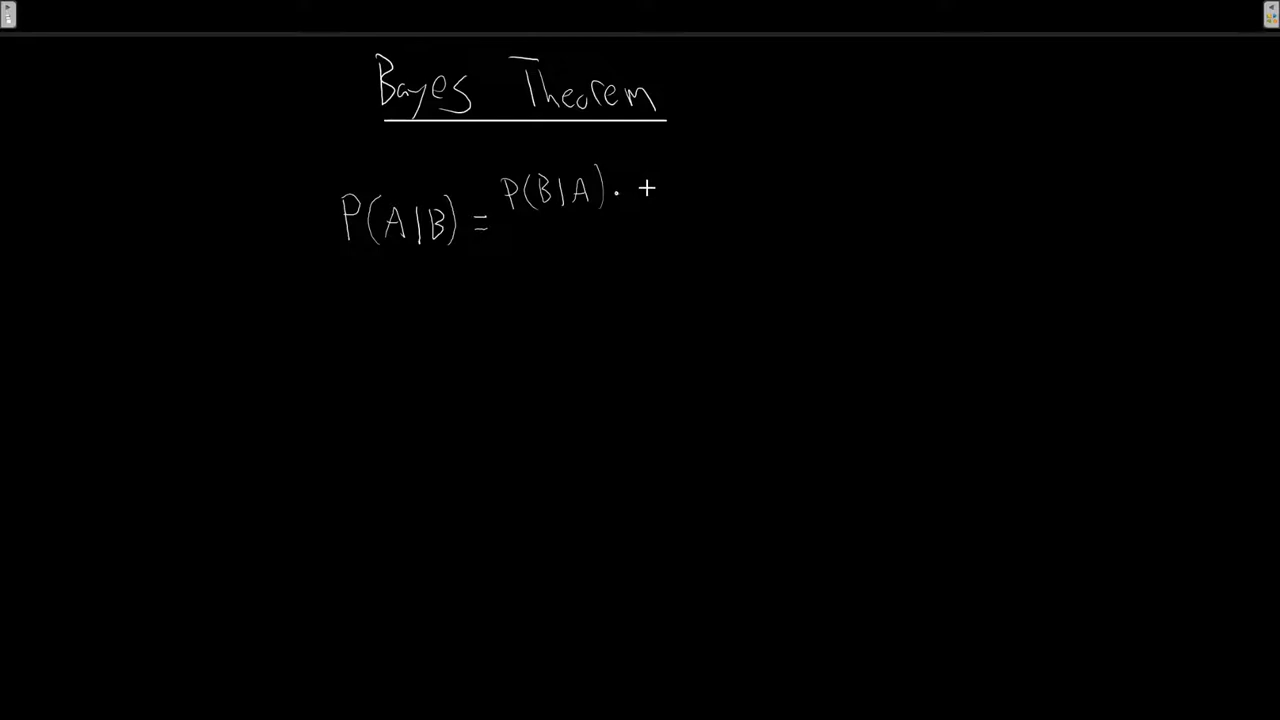 Bayes Theorem
P(A|B) = P(B|A) ·